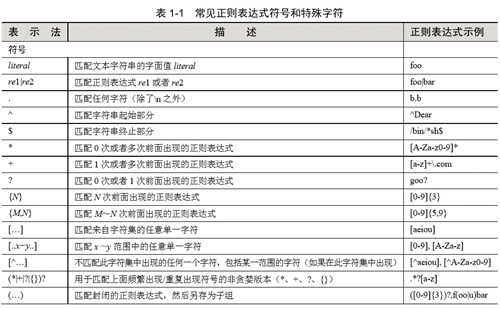 表 1-1 常见正则表达式符号和特殊字符
表 示 法 描 述 正则表达式示例
符号
literal 匹配文本字符串的字面值 literal foo
re1|re2 匹配正则表达式 re1 或者 re2 foo|bar
. 匹配任何字符（除了\n 之外） b.b
^ 匹配字符串起始部分 ^Dear
$ 匹配字符串终止部分 /bin/*sh$
* 匹配 0 次或者多次前面出现的正则表达式 [A-Za-z0-9]*
+ 匹配 1 次或者多次前面出现的正则表达式 [a-z]+\.com
? 匹配 0 次或者 1 次前面出现的正则表达式 goo?
{N} 匹配 N 次前面出现的正则表达式 [0-9]{3}
{M,N} 匹配 M～N 次前面出现的正则表达式 [0-9]{5,9}
[…] 匹配来自字符集的任意单一字符 [aeiou]
[..x−y..] 匹配 x~y 范围中的任意单一字符 [0-9], [A-Za-z]
[^…] 不匹配此字符集中出现的任何一个字符，包括某一范围的字符（如果在此字符集中出现） [^aeiou], [^A-Za-z0-9]
(*|+|?|{})? 用于匹配上面频繁出现/重复出现符号的非贪婪版本（*、+、?、{}） .*?[a-z]
(…) 匹配封闭的正则表达式，然后另存为子组 ([0-9]{3})?,f(oo|u)bar